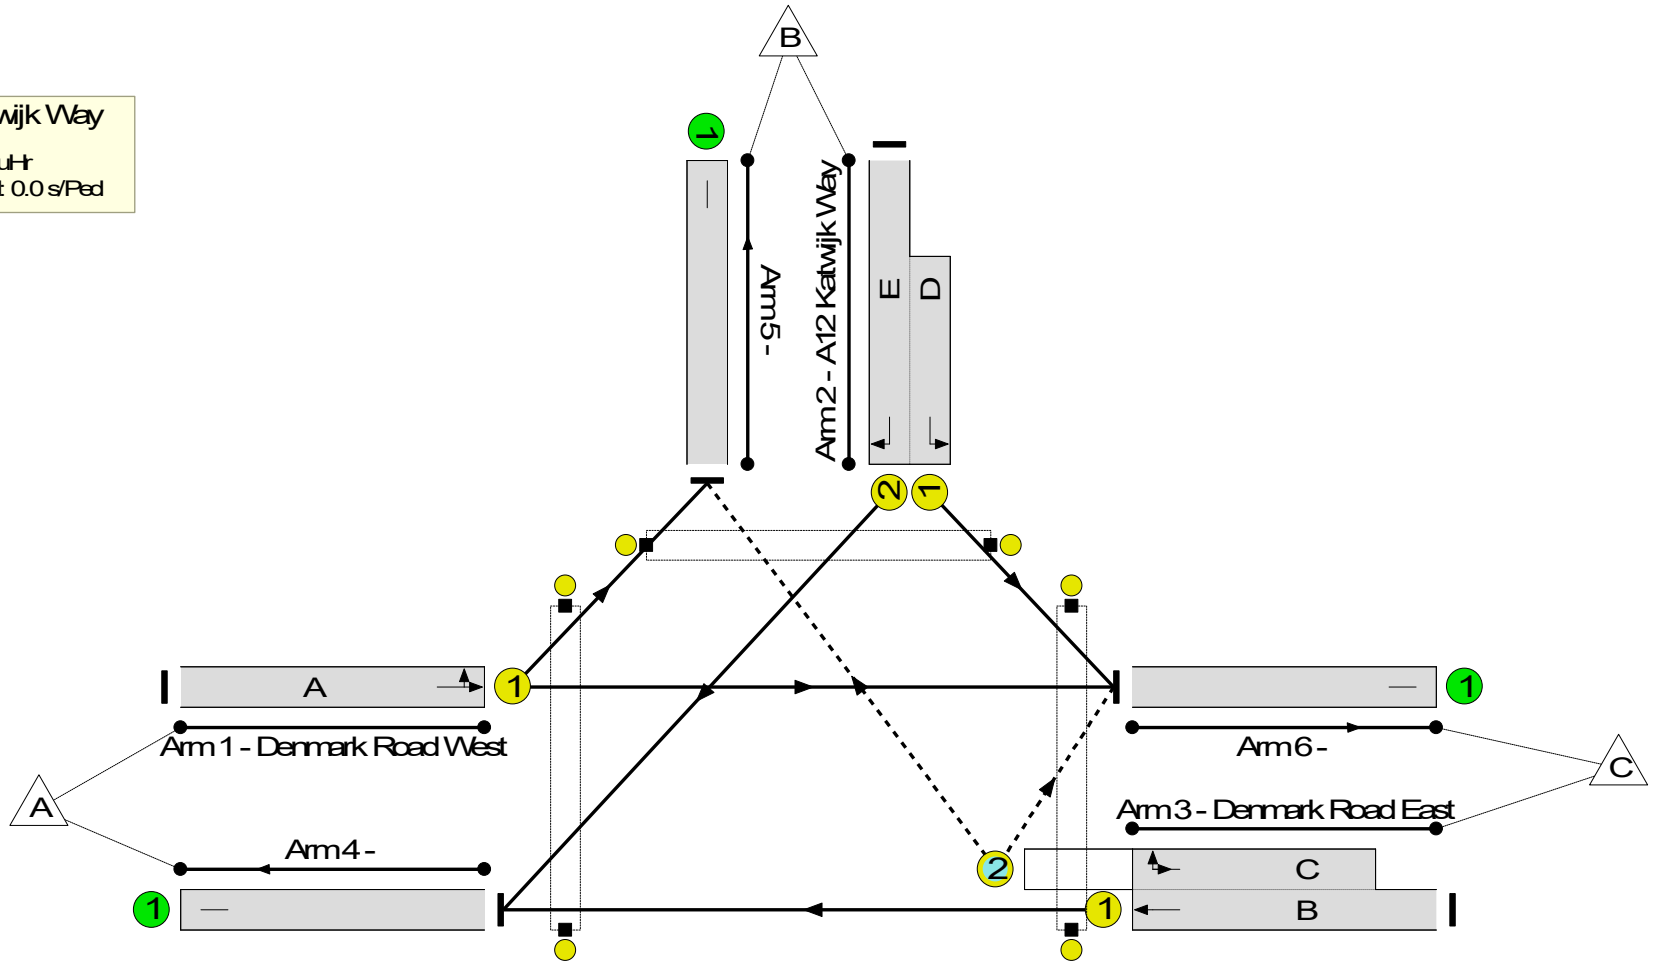 B
wijk Way
uHr
t 0.0 s/Ped
1
Arm 5 -
Arm 2 - A12 Katwijk Way
E
D
2
1
A
1
Arm 1 - Denmark Road West
1
Arm 6 -
C
A
Arm 3 - Denmark Road East
Arm 4 -
2
C
1
1
B